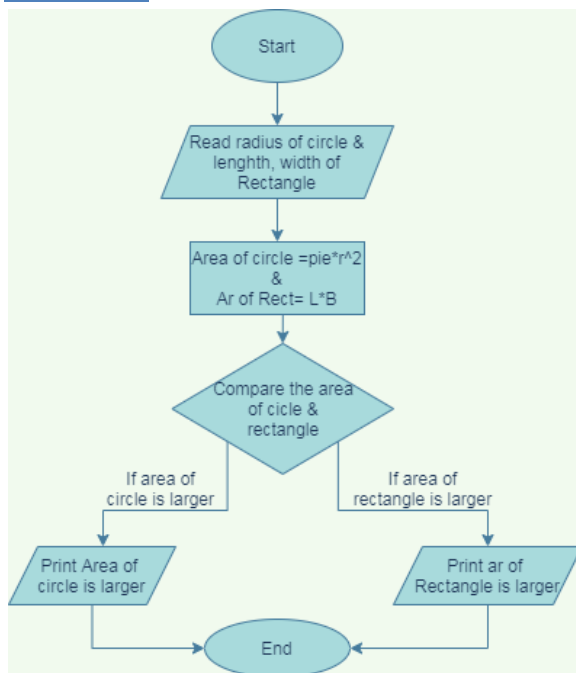 Start
Read radius of circle &
lenghth, width of
Rectangle
Area of circle =pie*r^2
&
Ar of Rect= L*B
Compare the area
of cicle &
rectangle
If area of
circle is larger
If area of
rectangle is larger
Print Area of
circle is larger
Print ar of
Rectangle is larger
End